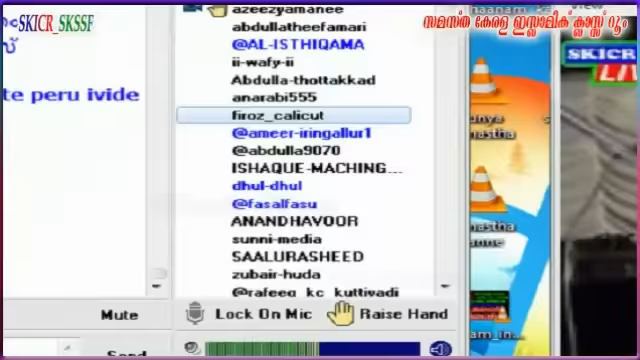 SKICR_SKSSF
സമസ്ത കേരള ഇസ്ലാമിക് ക്ലാസ്സ് റൂം
azeezyamanee
abdullatheefamari
@AL-ISTHIQAMA
ii-wafy-ii
Abdulla-thottakkad
te peru ivide
anarabi555
firoz_calicut
@ameer-iringallur1
@abdulla9070
ISHAQUE-MACHING...
dhul-dhul
@fasalfasu
ANANDHAVOOR
sunni-media
SAALURASHEED
zubair-huda
@rafeeq_kc_kuttiyadi
Mute
Lock On Mic
Raise Hand
Send
SKICR
LIV